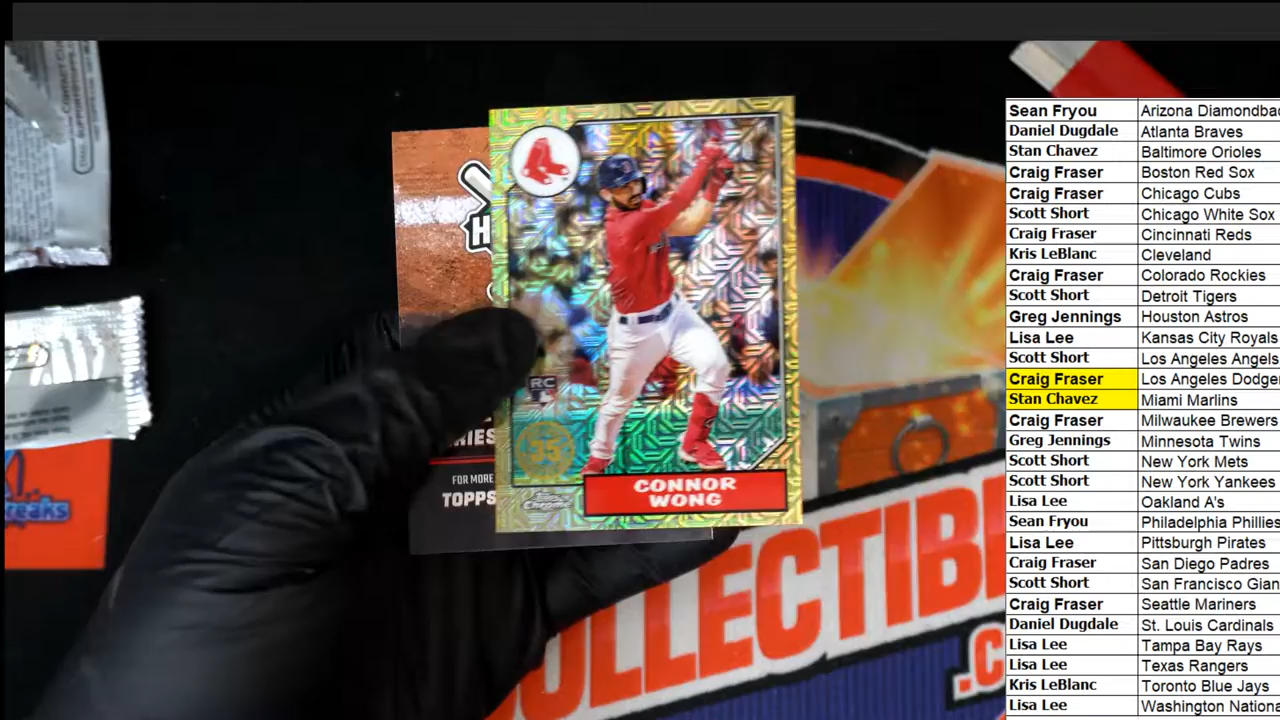 CONNOR
WONG
RC
35
Topps
Chrome
H
RIES
FOR MORE
TOPPS
reaks
COLLECTIB
.C
Sean Fryou Arizona Diamondba
Daniel Dugdale Atlanta Braves
Stan Chavez Baltimore Orioles
Craig Fraser Boston Red Sox
Craig Fraser Chicago Cubs
Scott Short Chicago White Sox
Craig Fraser Cincinnati Reds
Kris LeBlanc Cleveland
Craig Fraser Colorado Rockies
Scott Short Detroit Tigers
Greg Jennings Houston Astros
Lisa Lee Kansas City Royals
Scott Short Los Angeles Angels
Craig Fraser Los Angeles Dodger
Stan Chavez Miami Marlins
Craig Fraser Milwaukee Brewers
Greg Jennings Minnesota Twins
Scott Short New York Mets
Scott Short New York Yankees
Lisa Lee Oakland A's
Sean Fryou Philadelphia Phillies
Lisa Lee Pittsburgh Pirates
Craig Fraser San Diego Padres
Scott Short San Francisco Gian
Craig Fraser Seattle Mariners
Daniel Dugdale St. Louis Cardinals
Lisa Lee Tampa Bay Rays
Lisa Lee Texas Rangers
Kris LeBlanc Toronto Blue Jays
Lisa Lee Washington Nationa